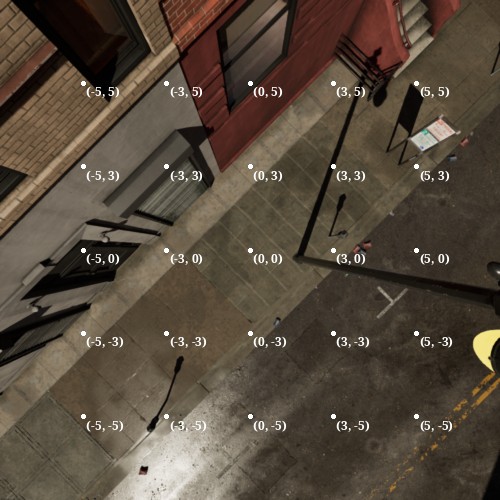 (-5, 5) (-3, 5) (0, 5) (3, 5) (5, 5)
(-5, 3) (-3, 3) (0, 3) (3, 3) (5, 3)
(-5, 0) (-3, 0) (0, 0) (3, 0) (5, 0)
(-5, -3) (-3, -3) (0, -3) (3, -3) (5, -3)
(-5, -5) (-3, -5) (0, -5) (3, -5) (5, -5)